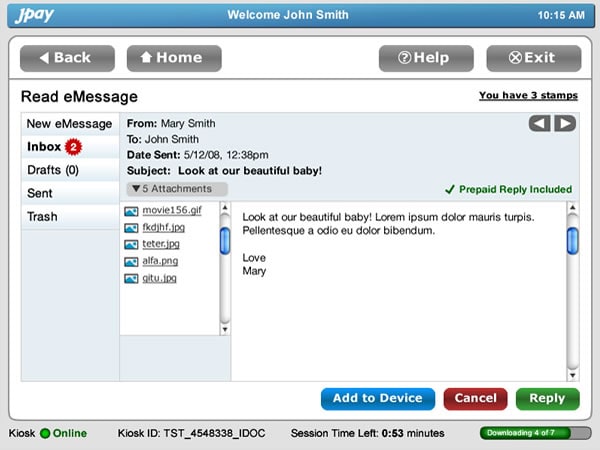 jpay
Welcome John Smith
10:15 AM
Back
Home
Help
Exit
Read eMessage
You have 3 stamps
New eMessage
Inbox 2
Drafts (0)
Sent
Trash
From: Mary Smith
To: John Smith
Date Sent: 5/12/08, 12:38pm
Subject: Look at our beautiful baby!
5 Attachments
Prepaid Reply Included
movie156.gif
fkdjhf.jpg
teter.jpg
alfa.png
gitu.jpg
Look at our beautiful baby! Lorem ipsum dolor mauris turpis.
Pellentesque a odio eu dolor bibendum.
Love
Mary
Add to Device
Cancel
Reply
Kiosk Online
Kiosk ID: TST_4548338_IDOC
Session Time Left: 0:53 minutes
Downloading 4 of 7